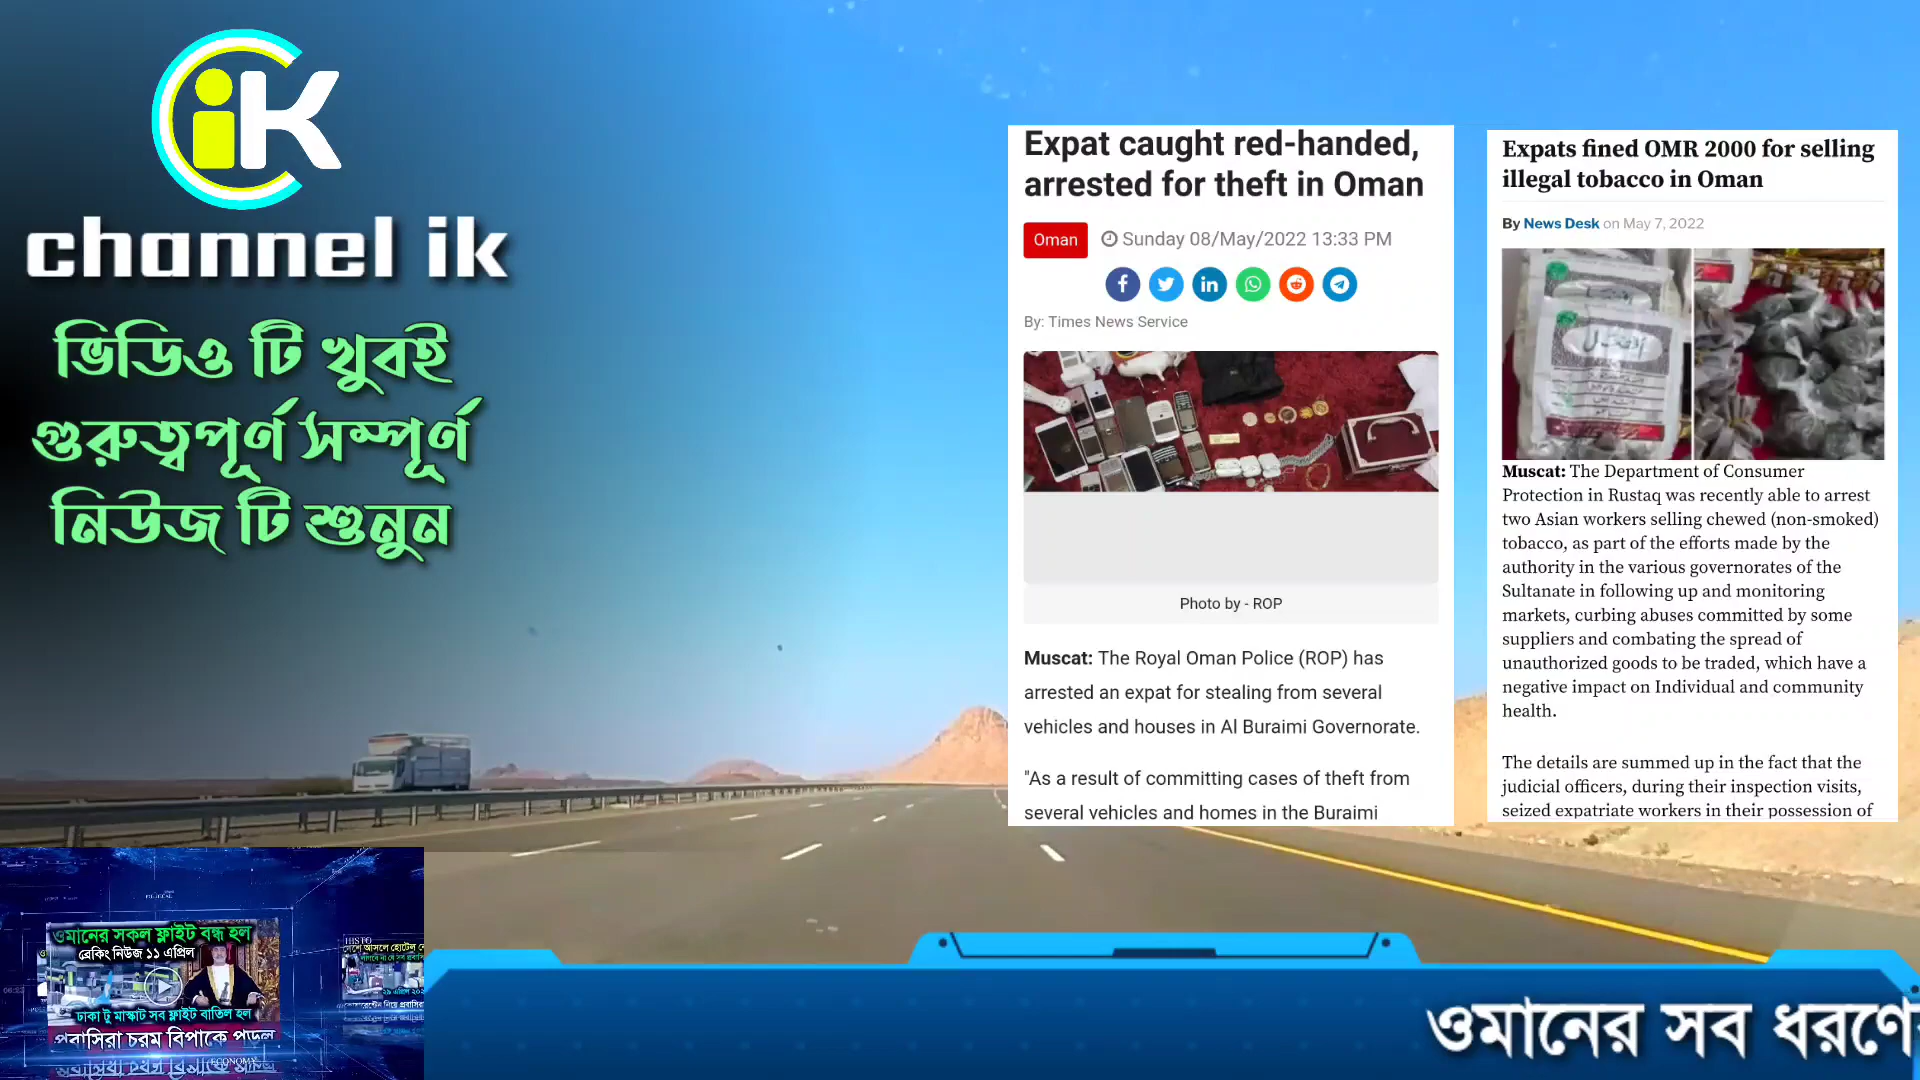 iK
channel ik
ভিডিও টি খুবই
গুরুত্বপূর্ণ সম্পূর্ণ
নিউজ টি শুনুন
Expat caught red-handed,
arrested for theft in Oman
Oman Sunday 08/May/2022 13:33 PM
By: Times News Service
Photo by - ROP
Muscat: The Royal Oman Police (ROP) has
arrested an expat for stealing from several
vehicles and houses in Al Buraimi Governorate.
"As a result of committing cases of theft from
several vehicles and homes in the Buraimi
Expats fined OMR 2000 for selling
illegal tobacco in Oman
By News Desk on May 7, 2022
Muscat: The Department of Consumer
Protection in Rustaq was recently able to arrest
two Asian workers selling chewed (non-smoked)
tobacco, as part of the efforts made by the
authority in the various governorates of the
Sultanate in following up and monitoring
markets, curbing abuses committed by some
suppliers and combating the spread of
unauthorized goods to be traded, which have a
negative impact on Individual and community
health.
The details are summed up in the fact that the
judicial officers, during their inspection visits,
seized expatriate workers in their possession of
ওমানের সকল ফ্লাইট বন্ধ হল
ব্রেকিং নিউজ ১১ এপ্রিল
ঢাকা টু মাস্কাট সব ফ্লাইট বাতিল হল
প্রবাসিরা চরম বিপাকে পড়ল
ECONOMY
ওমানের সব ধরণের